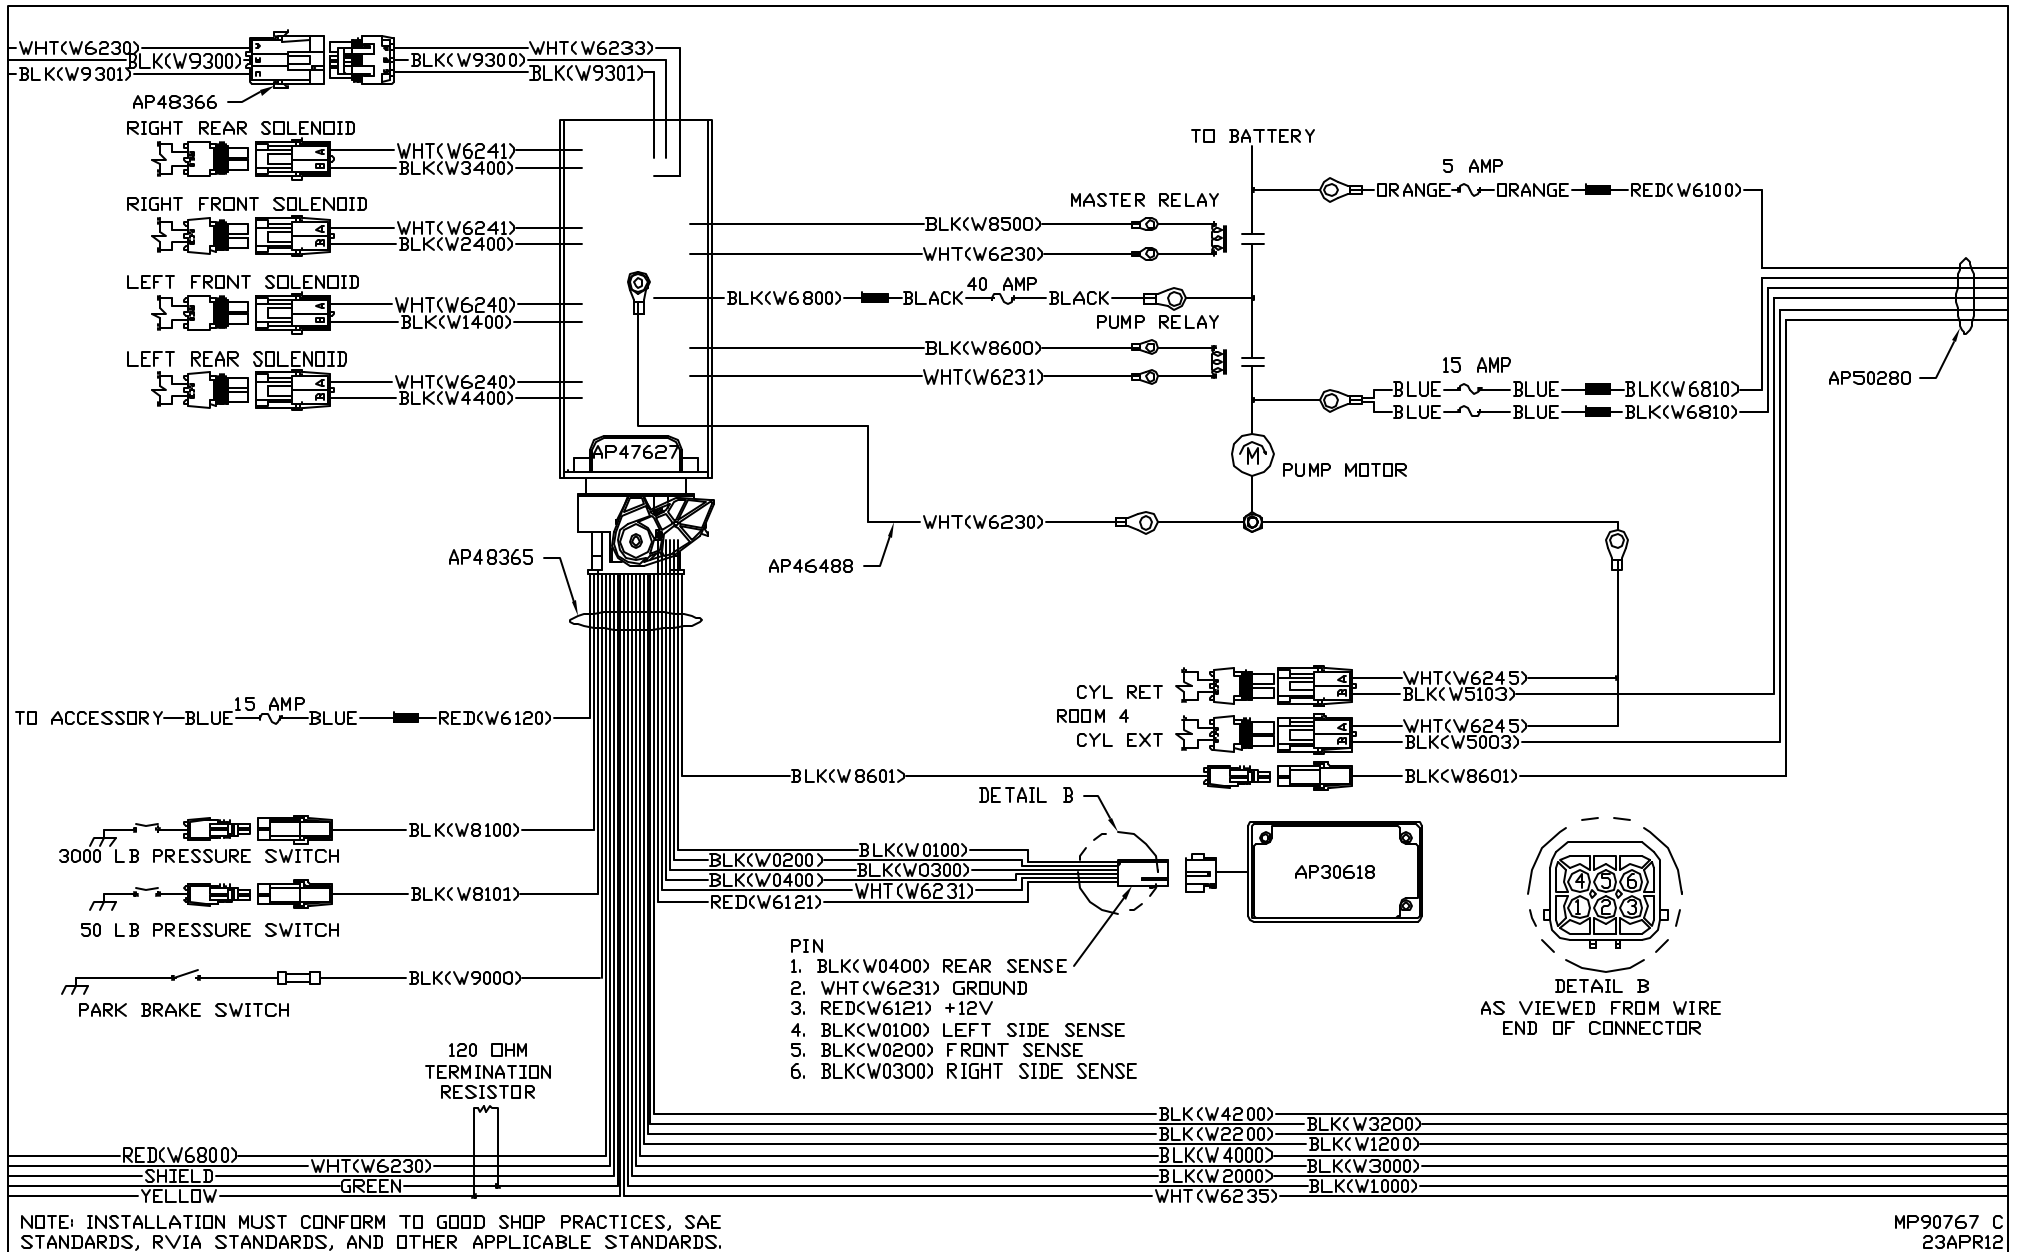 WHT(W6230)
BLK(W9300)
BLK(W9301)
WHT(W6233)
BLK(W9300)
BLK(W9301)
AP48366
RIGHT REAR SOLENOID
WHT(W6241)
BLK(W3400)
A
B
RIGHT FRONT SOLENOID
WHT(W6241)
BLK(W2400)
A
B
LEFT FRONT SOLENOID
WHT(W6240)
BLK(W1400)
A
B
LEFT REAR SOLENOID
WHT(W6240)
BLK(W4400)
A
B
AP47627
TO BATTERY
5 AMP
ORANGE
ORANGE
RED(W6100)
MASTER RELAY
BLK(W8500)
WHT(W6230)
40 AMP
BLK(W6800)
BLACK
BLACK
PUMP RELAY
BLK(W8600)
WHT(W6231)
15 AMP
BLUE
BLUE
BLK(W6810)
BLUE
BLUE
BLK(W6810)
AP50280
M
PUMP MOTOR
WHT(W6230)
AP46488
AP48365
TO ACCESSORY
BLUE
15 AMP
BLUE
RED(W6120)
CYL RET
A
B
WHT(W6245)
BLK(W5103)
ROOM 4
CYL EXT
A
B
WHT(W6245)
BLK(W5003)
BLK(W8601)
BLK(W8601)
DETAIL B
BLK(W8100)
3000 LB PRESSURE SWITCH
BLK(W8101)
50 LB PRESSURE SWITCH
BLK(W9000)
PARK BRAKE SWITCH
BLK(W0100)
BLK(W0200)
BLK(W0300)
BLK(W0400)
WHT(W6231)
RED(W6121)
AP30618
4 5 6
1 2 3
DETAIL B
AS VIEWED FROM WIRE
END OF CONNECTOR
PIN
1. BLK(W0400) REAR SENSE
2. WHT(W6231) GROUND
3. RED(W6121) +12V
4. BLK(W0100) LEFT SIDE SENSE
5. BLK(W0200) FRONT SENSE
6. BLK(W0300) RIGHT SIDE SENSE
120 OHM
TERMINATION
RESISTOR
RED(W6800)
WHT(W6230)
SHIELD
GREEN
YELLOW
BLK(W4200)
BLK(W3200)
BLK(W2200)
BLK(W1200)
BLK(W4000)
BLK(W3000)
BLK(W2000)
BLK(W1000)
WHT(W6235)
NOTE: INSTALLATION MUST CONFORM TO GOOD SHOP PRACTICES, SAE
STANDARDS, RVIA STANDARDS, AND OTHER APPLICABLE STANDARDS.
MP90767 C
23APR12